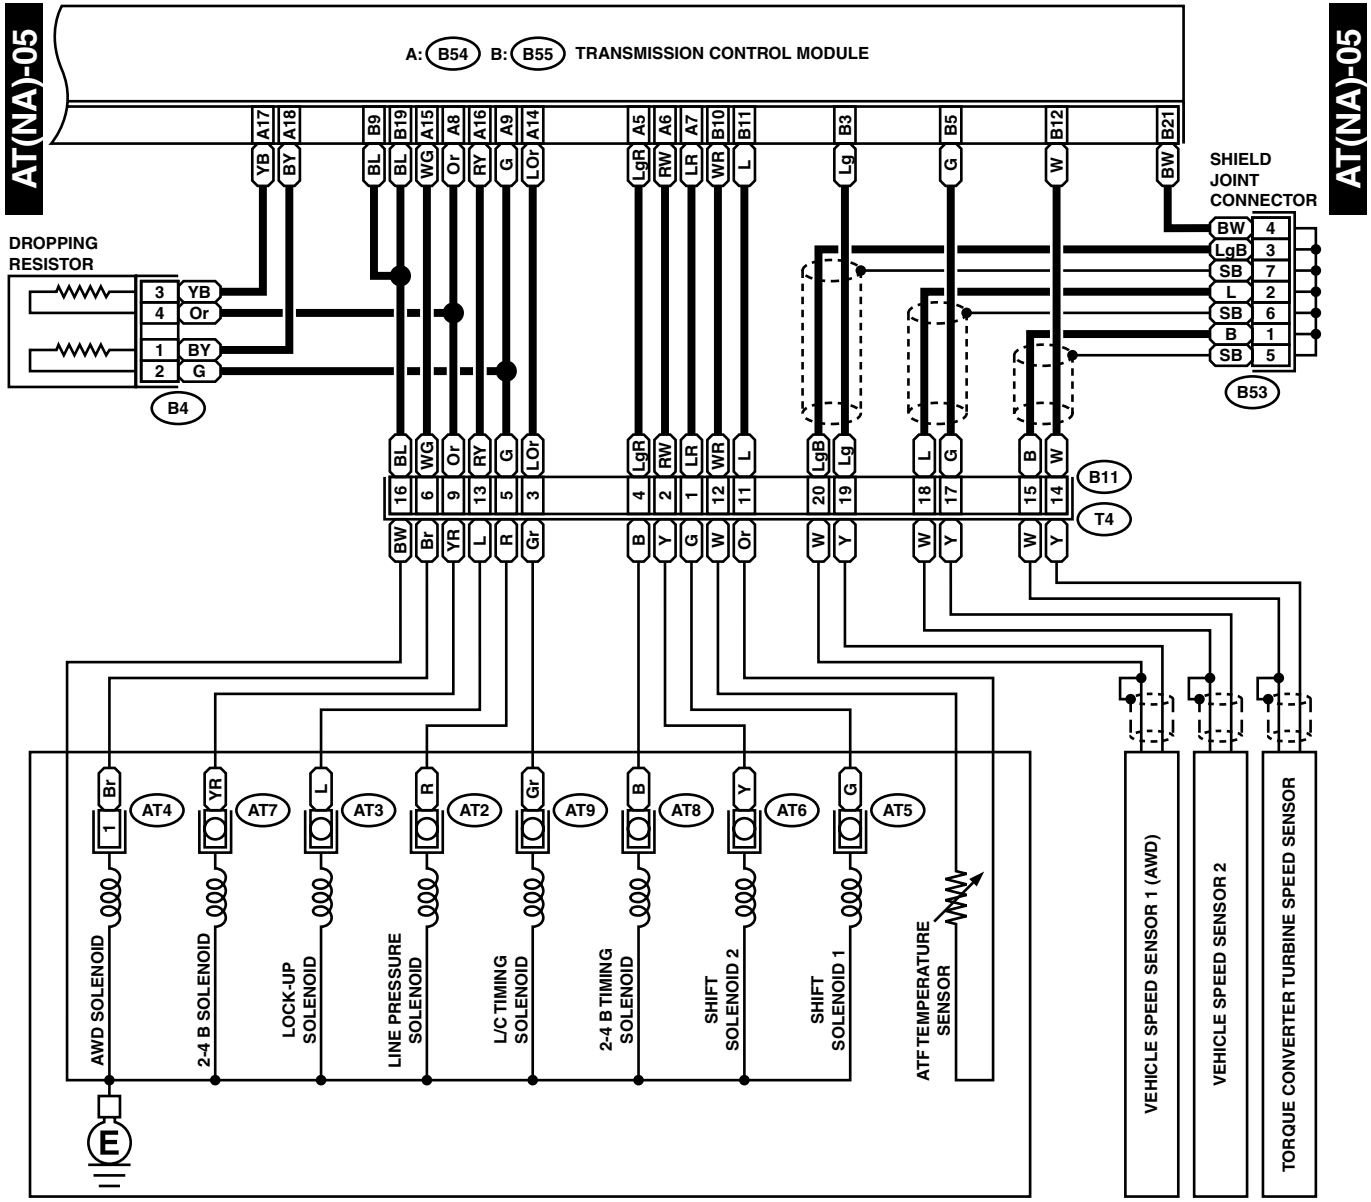 AT(NA)-05
AT(NA)-05
A: B54 B: B55 TRANSMISSION CONTROL MODULE
A17 A18 B9 B19 A15 A8 A16 A9 A14 A5 A6 A7 B10 B11 B3 B5 B12 B21
YB BY BL BL WG Or RY G LOr LgR RW LR WR L Lg G W BW
SHIELD
JOINT
CONNECTOR
BW 4
LgB 3
SB 7
L 2
SB 6
B 1
SB 5
B53
DROPPING
RESISTOR
3 YB
4 Or
1 BY
2 G
B4
BL WG Or RY G LOr LgR RW LR WR L LgB Lg L G B W
B11
16 6 9 13 5 3 4 2 1 12 11 20 19 18 17 15 14
T4
BW Br YR L R Gr B Y G W Or W Y W Y W Y
Br YR L R Gr B Y G
1
AT4 AT7 AT3 AT2 AT9 AT8 AT6 AT5
AWD SOLENOID
2-4 B SOLENOID
LOCK-UP
SOLENOID
LINE PRESSURE
SOLENOID
L/C TIMING
SOLENOID
2-4 B TIMING
SOLENOID
SHIFT
SOLENOID 2
SHIFT
SOLENOID 1
ATF TEMPERATURE
SENSOR
VEHICLE SPEED SENSOR 1 (AWD)
VEHICLE SPEED SENSOR 2
TORQUE CONVERTER TURBINE SPEED SENSOR
E